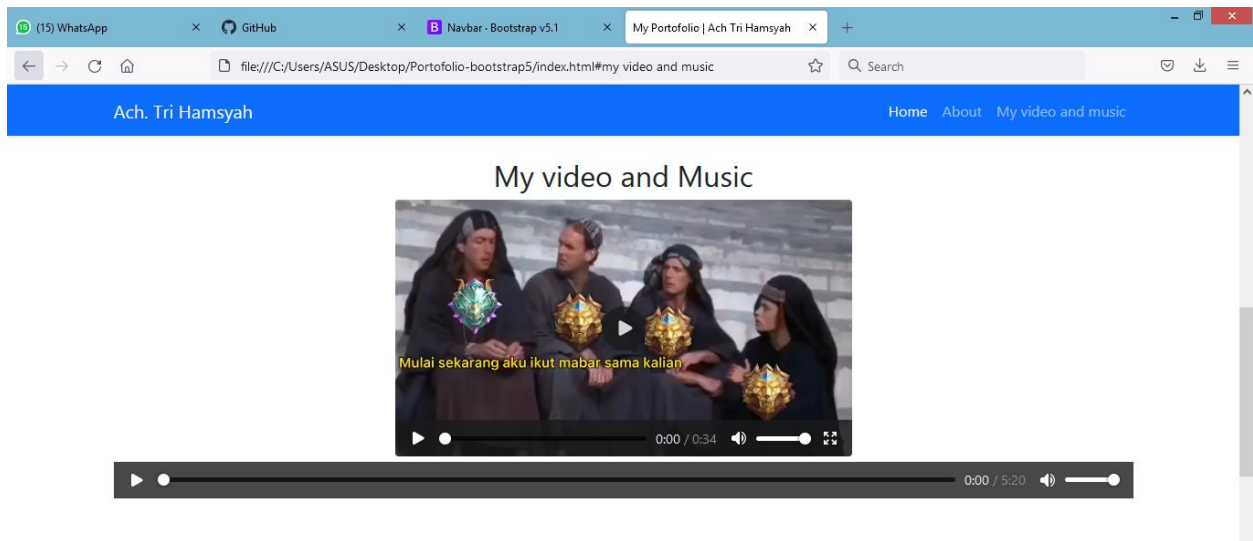 (15) WhatsApp
GitHub
Navbar · Bootstrap v5.1
My Portofolio | Ach Tri Hamsyah
file:///C:/Users/ASUS/Desktop/Portofolio-bootstrap5/index.html#my video and music
Search
Ach. Tri Hamsyah
Home About My video and music
My video and Music
Mulai sekarang aku ikut mabar sama kalian
0:00 / 0:34
0:00 / 5:20